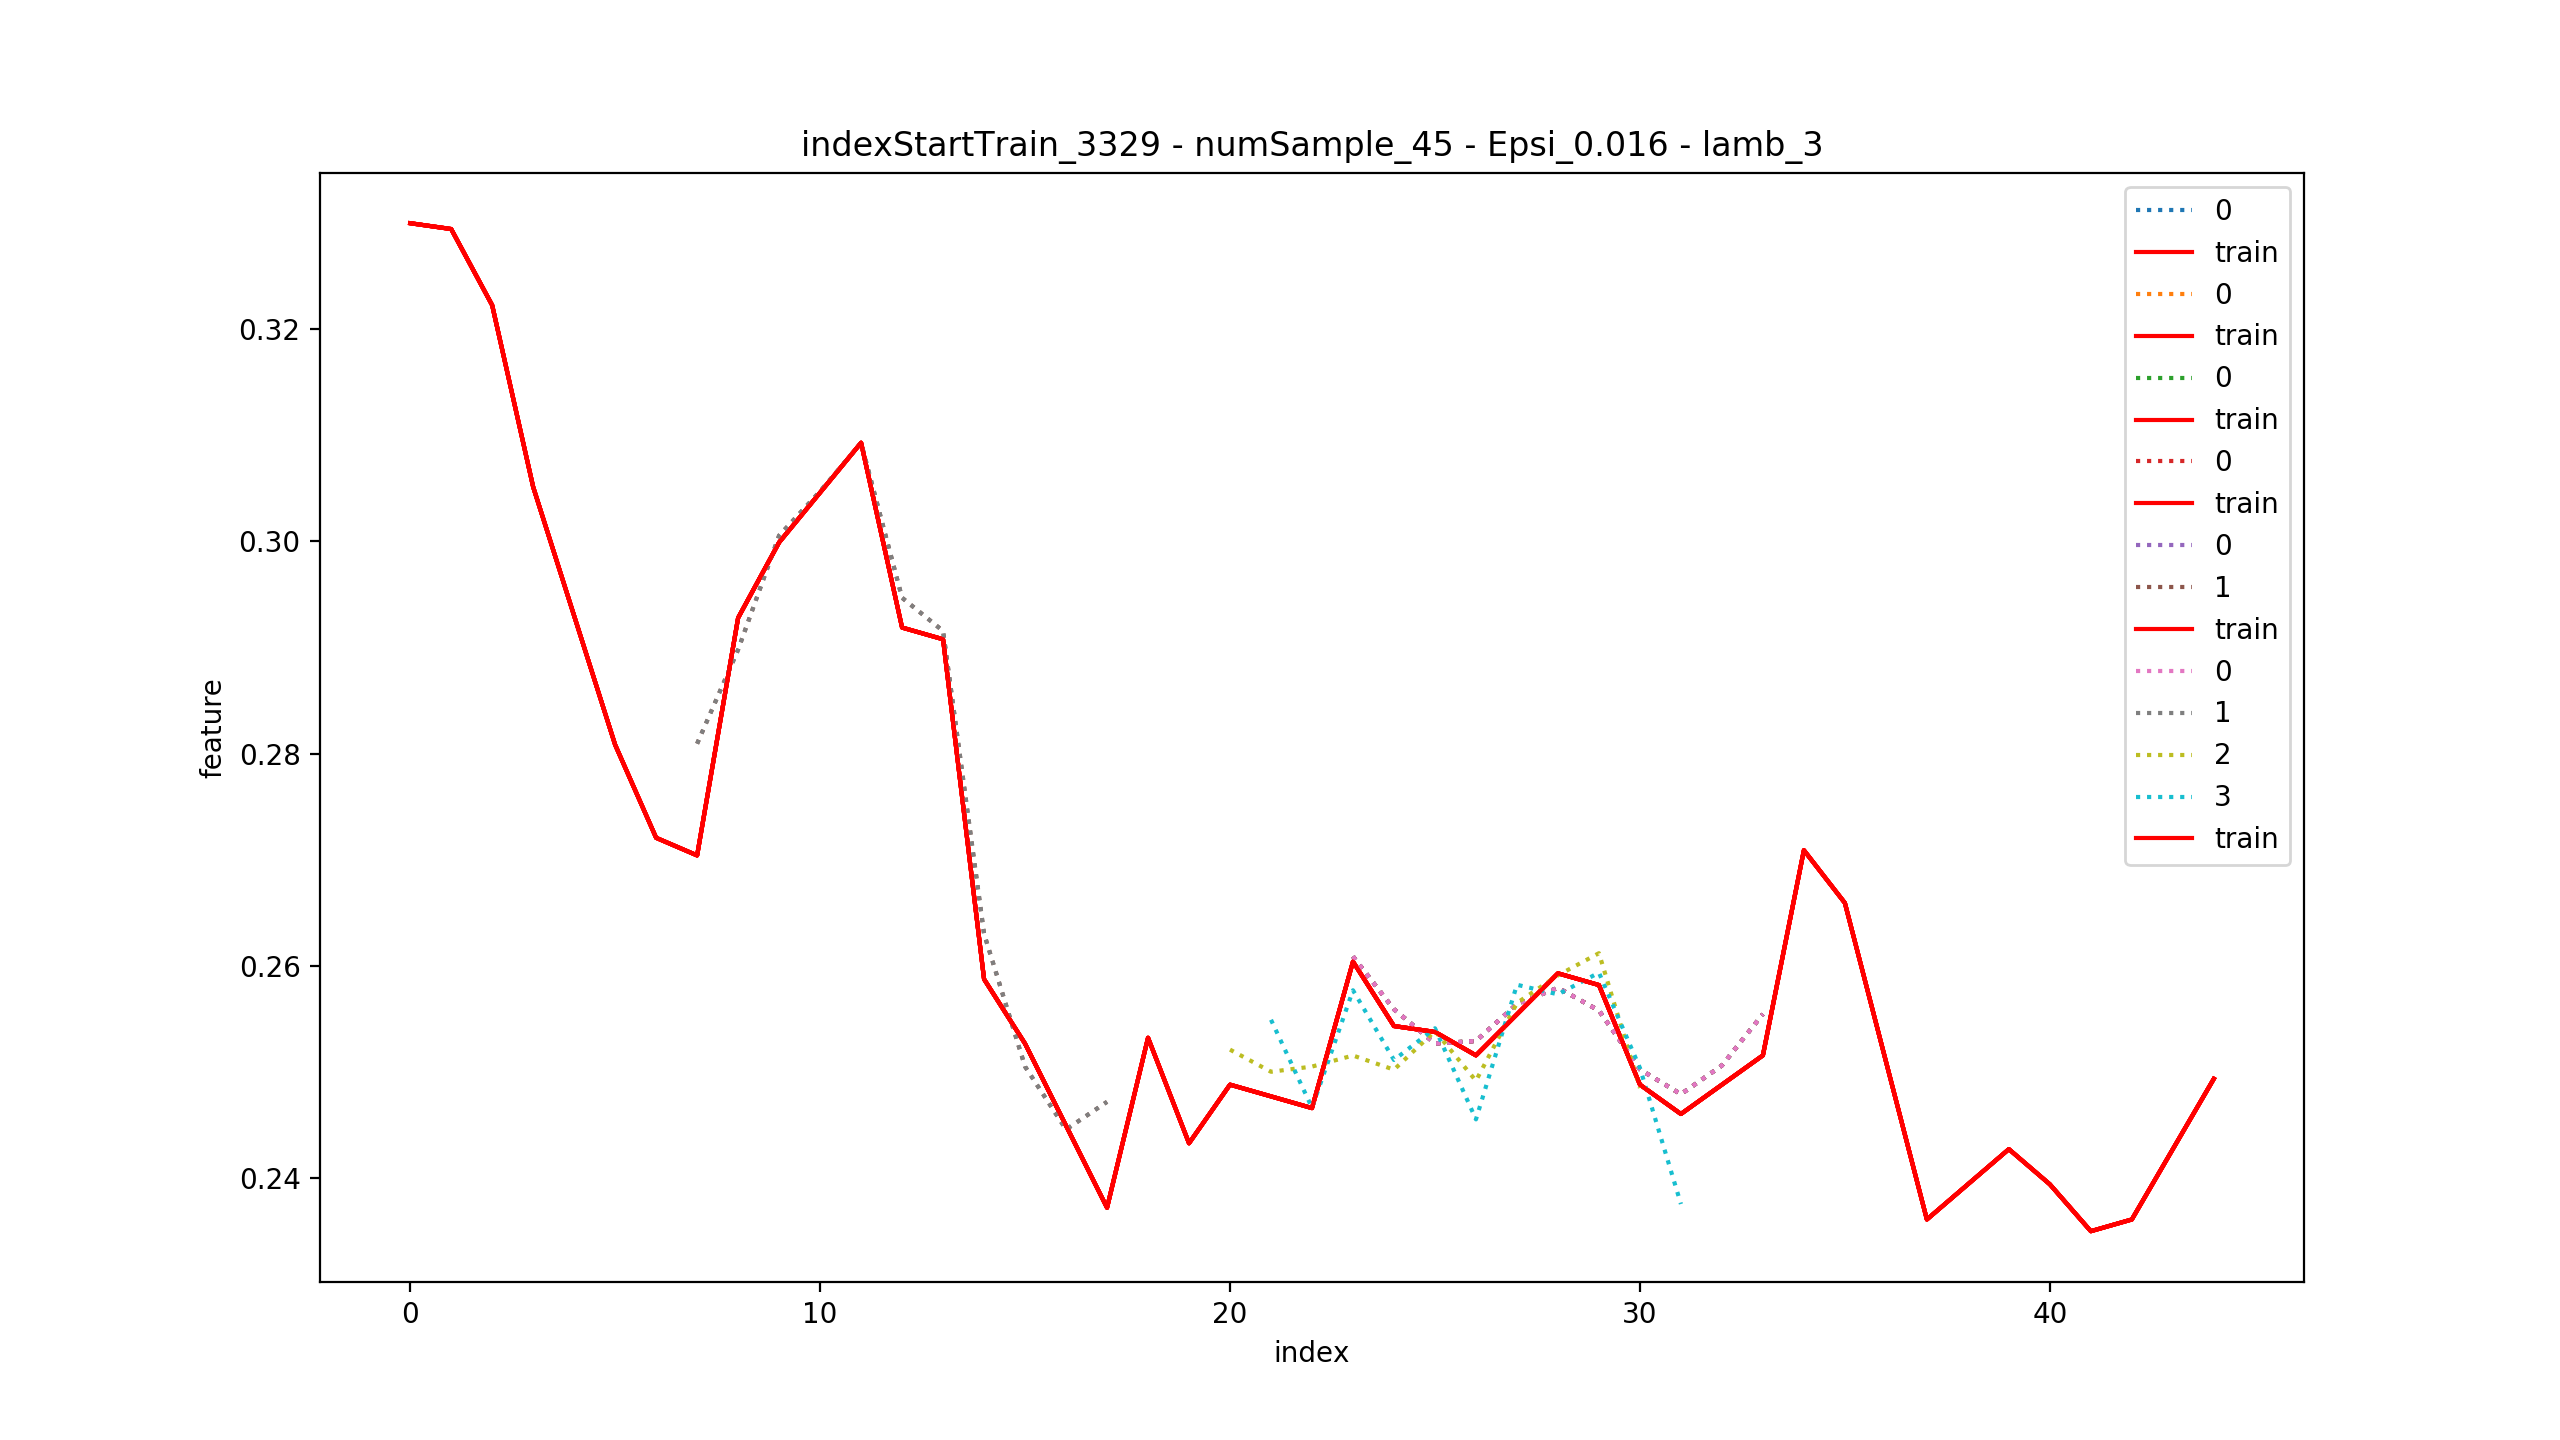 indexStartTrain_3329 - numSample_45 - Epsi_0.016 - lamb_3
0
train
0
train
0
train
0
train
0
1
train
0
1
2
3
train
0.32
0.30
0.28
0.26
0.24
feature
0 10 20 30 40
index